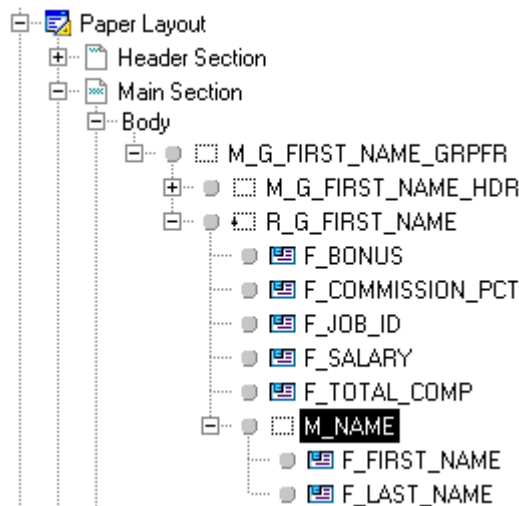 Paper Layout
Header Section
Main Section
Body
M_G_FIRST_NAME_GRPFR
M_G_FIRST_NAME_HDR
R_G_FIRST_NAME
F_BONUS
F_COMMISSION_PCT
F_JOB_ID
F_SALARY
F_TOTAL_COMP
M_NAME
F_FIRST_NAME
F_LAST_NAME